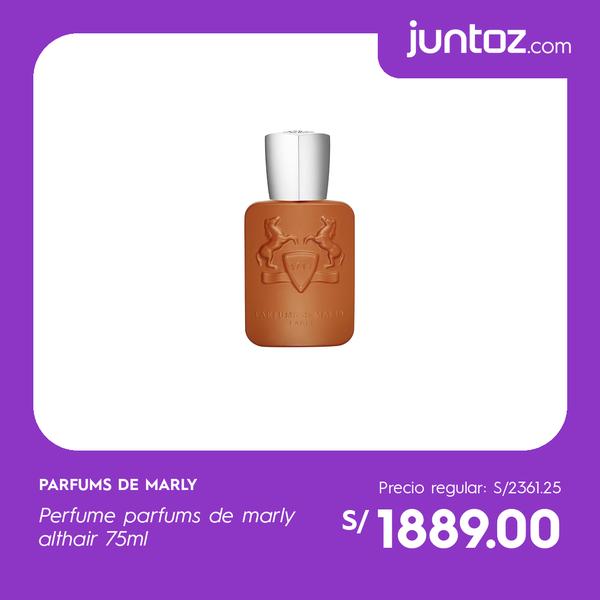 juntoz.com
PARFUMS de MARLY
PARIS
PARFUMS DE MARLY
Perfume parfums de marly
althair 75ml
Precio regular: S/2361.25
S/1889.00